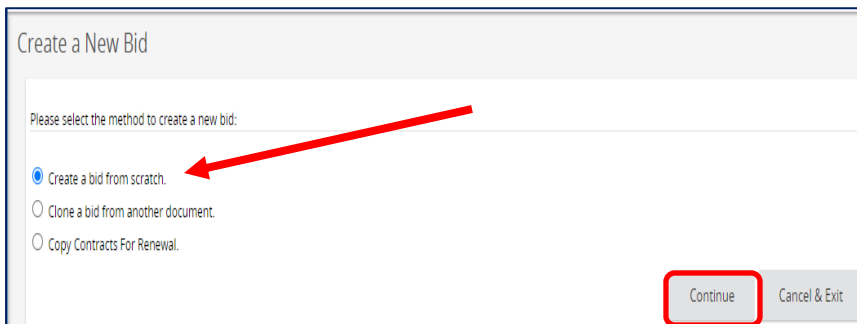 Create a New Bid
Please select the method to create a new bid:
Create a bid from scratch.
Clone a bid from another document.
Copy Contracts For Renewal.
Continue Cancel & Exit